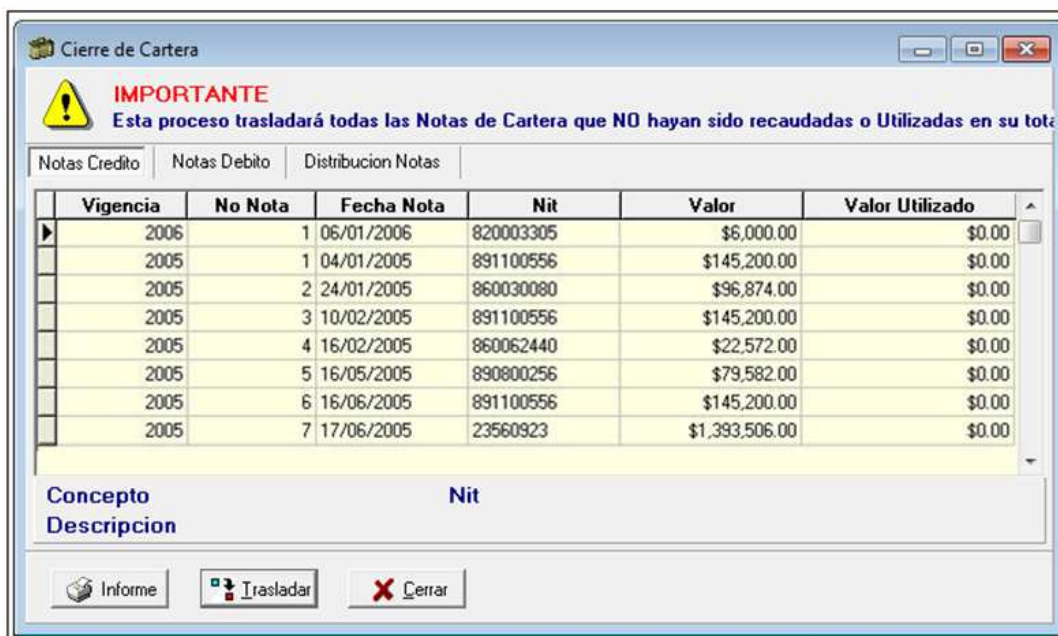 Cierre de Cartera
IMPORTANTE
Esta proceso trasladará todas las Notas de Cartera que NO hayan sido recaudadas o Utilizadas en su tota
Notas Credito Notas Debito Distribucion Notas
Vigencia No Nota Fecha Nota Nit Valor Valor Utilizado
2006 1 06/01/2006 820003305 $6,000.00 $0.00
2005 1 04/01/2005 891100556 $145,200.00 $0.00
2005 2 24/01/2005 860030080 $96,874.00 $0.00
2005 3 10/02/2005 891100556 $145,200.00 $0.00
2005 4 16/02/2005 860062440 $22,572.00 $0.00
2005 5 16/05/2005 890800256 $79,582.00 $0.00
2005 6 16/06/2005 891100556 $145,200.00 $0.00
2005 7 17/06/2005 23560923 $1,393,506.00 $0.00
Concepto Nit
Descripcion
Informe Trasladar Cerrar